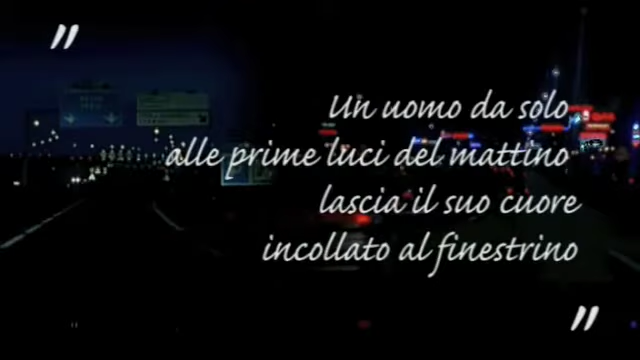 "
Un uomo da solo
alle prime luci del mattino
lascia il suo cuore
incollato al finestrino
"